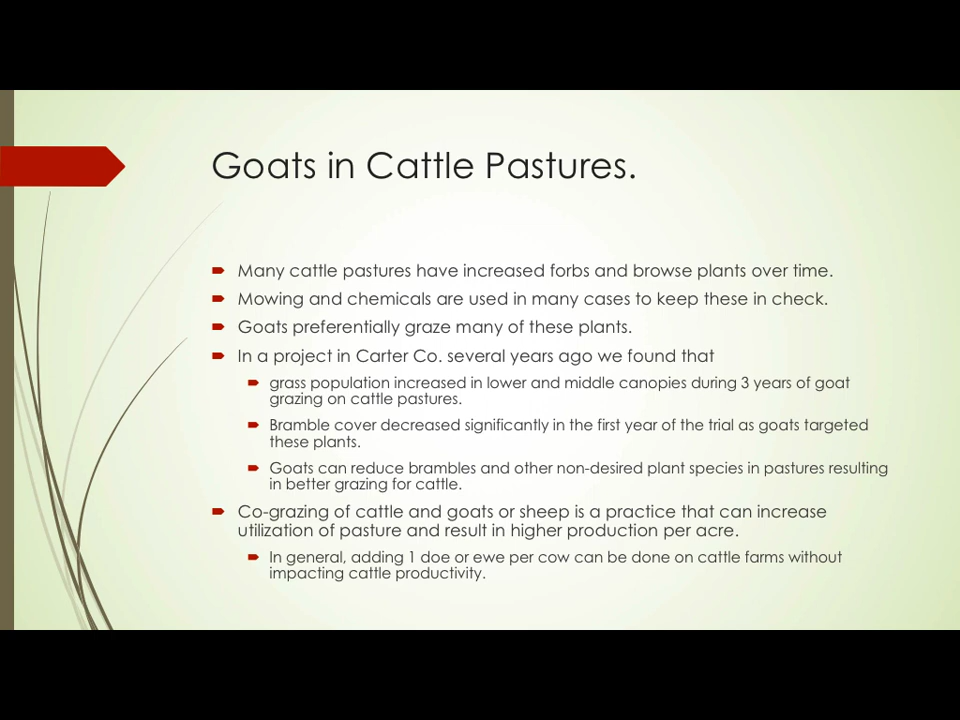 Goats in Cattle Pastures.
Many cattle pastures have increased forbs and browse plants over time.
Mowing and chemicals are used in many cases to keep these in check.
Goats preferentially graze many of these plants.
In a project in Carter Co. several years ago we found that
grass population increased in lower and middle canopies during 3 years of goat
grazing on cattle pastures.
Bramble cover decreased significantly in the first year of the trial as goats targeted
these plants.
Goats can reduce brambles and other non-desired plant species in pastures resulting
in better grazing for cattle.
Co-grazing of cattle and goats or sheep is a practice that can increase
utilization of pasture and result in higher production per acre.
In general, adding 1 doe or ewe per cow can be done on cattle farms without
impacting cattle productivity.